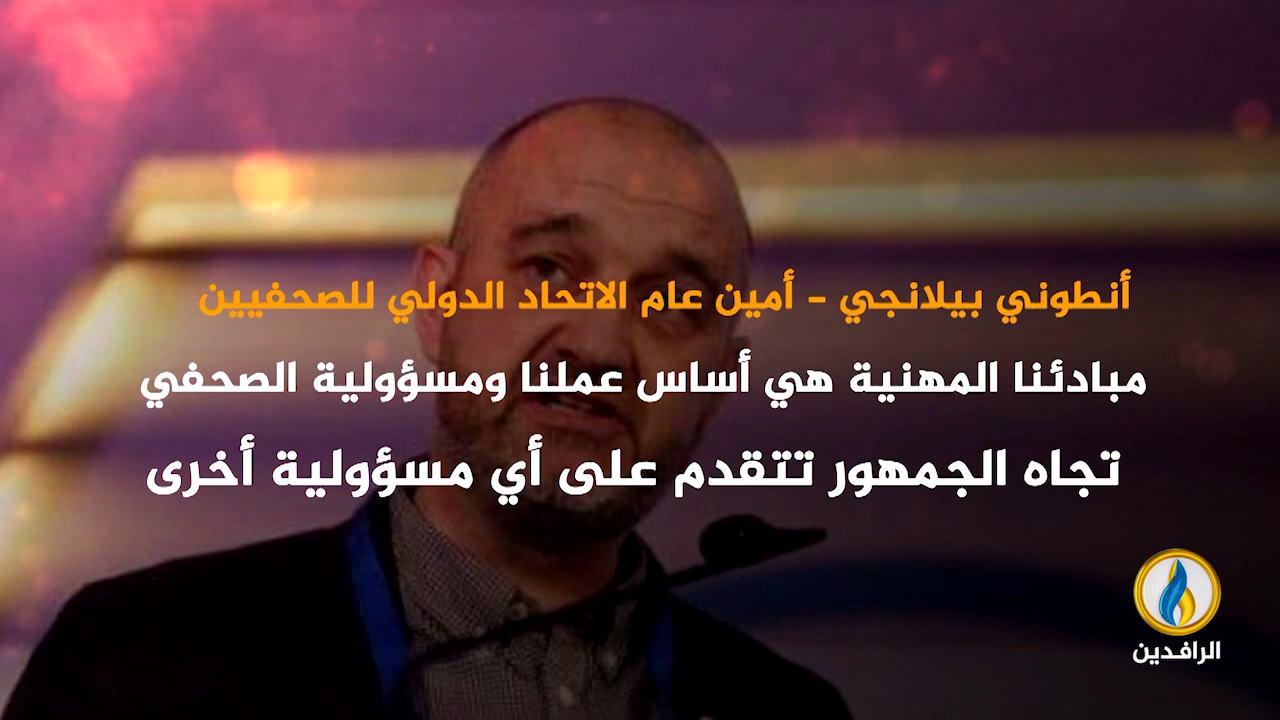 أنطوني بيلانجي - أمين عام الاتحاد الدولي للصحفيين
مبادئنا المهنية هي أساس عملنا ومسؤولية الصحفي
تجاه الجمهور تتقدم على أي مسؤولية أخرى
الرافدين